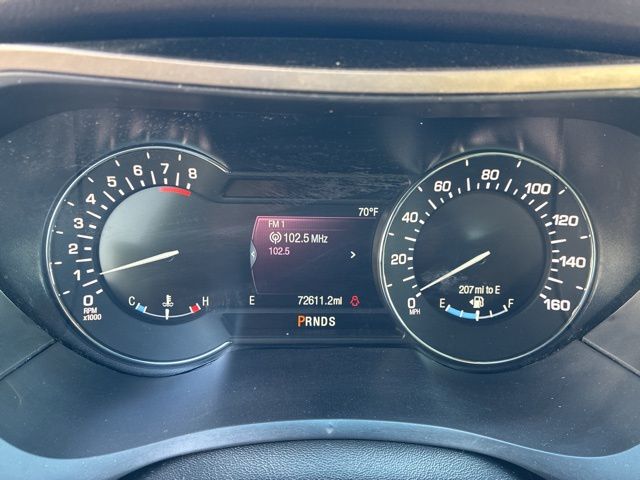 0 1 2 3 4 5 6 7 8
RPM
x1000
C H
70°F
FM 1
102.5 MHz
102.5
E 72611.2mi
PRNDS
0 20 40 60 80 100 120 140 160
MPH
207 mi to E
E F